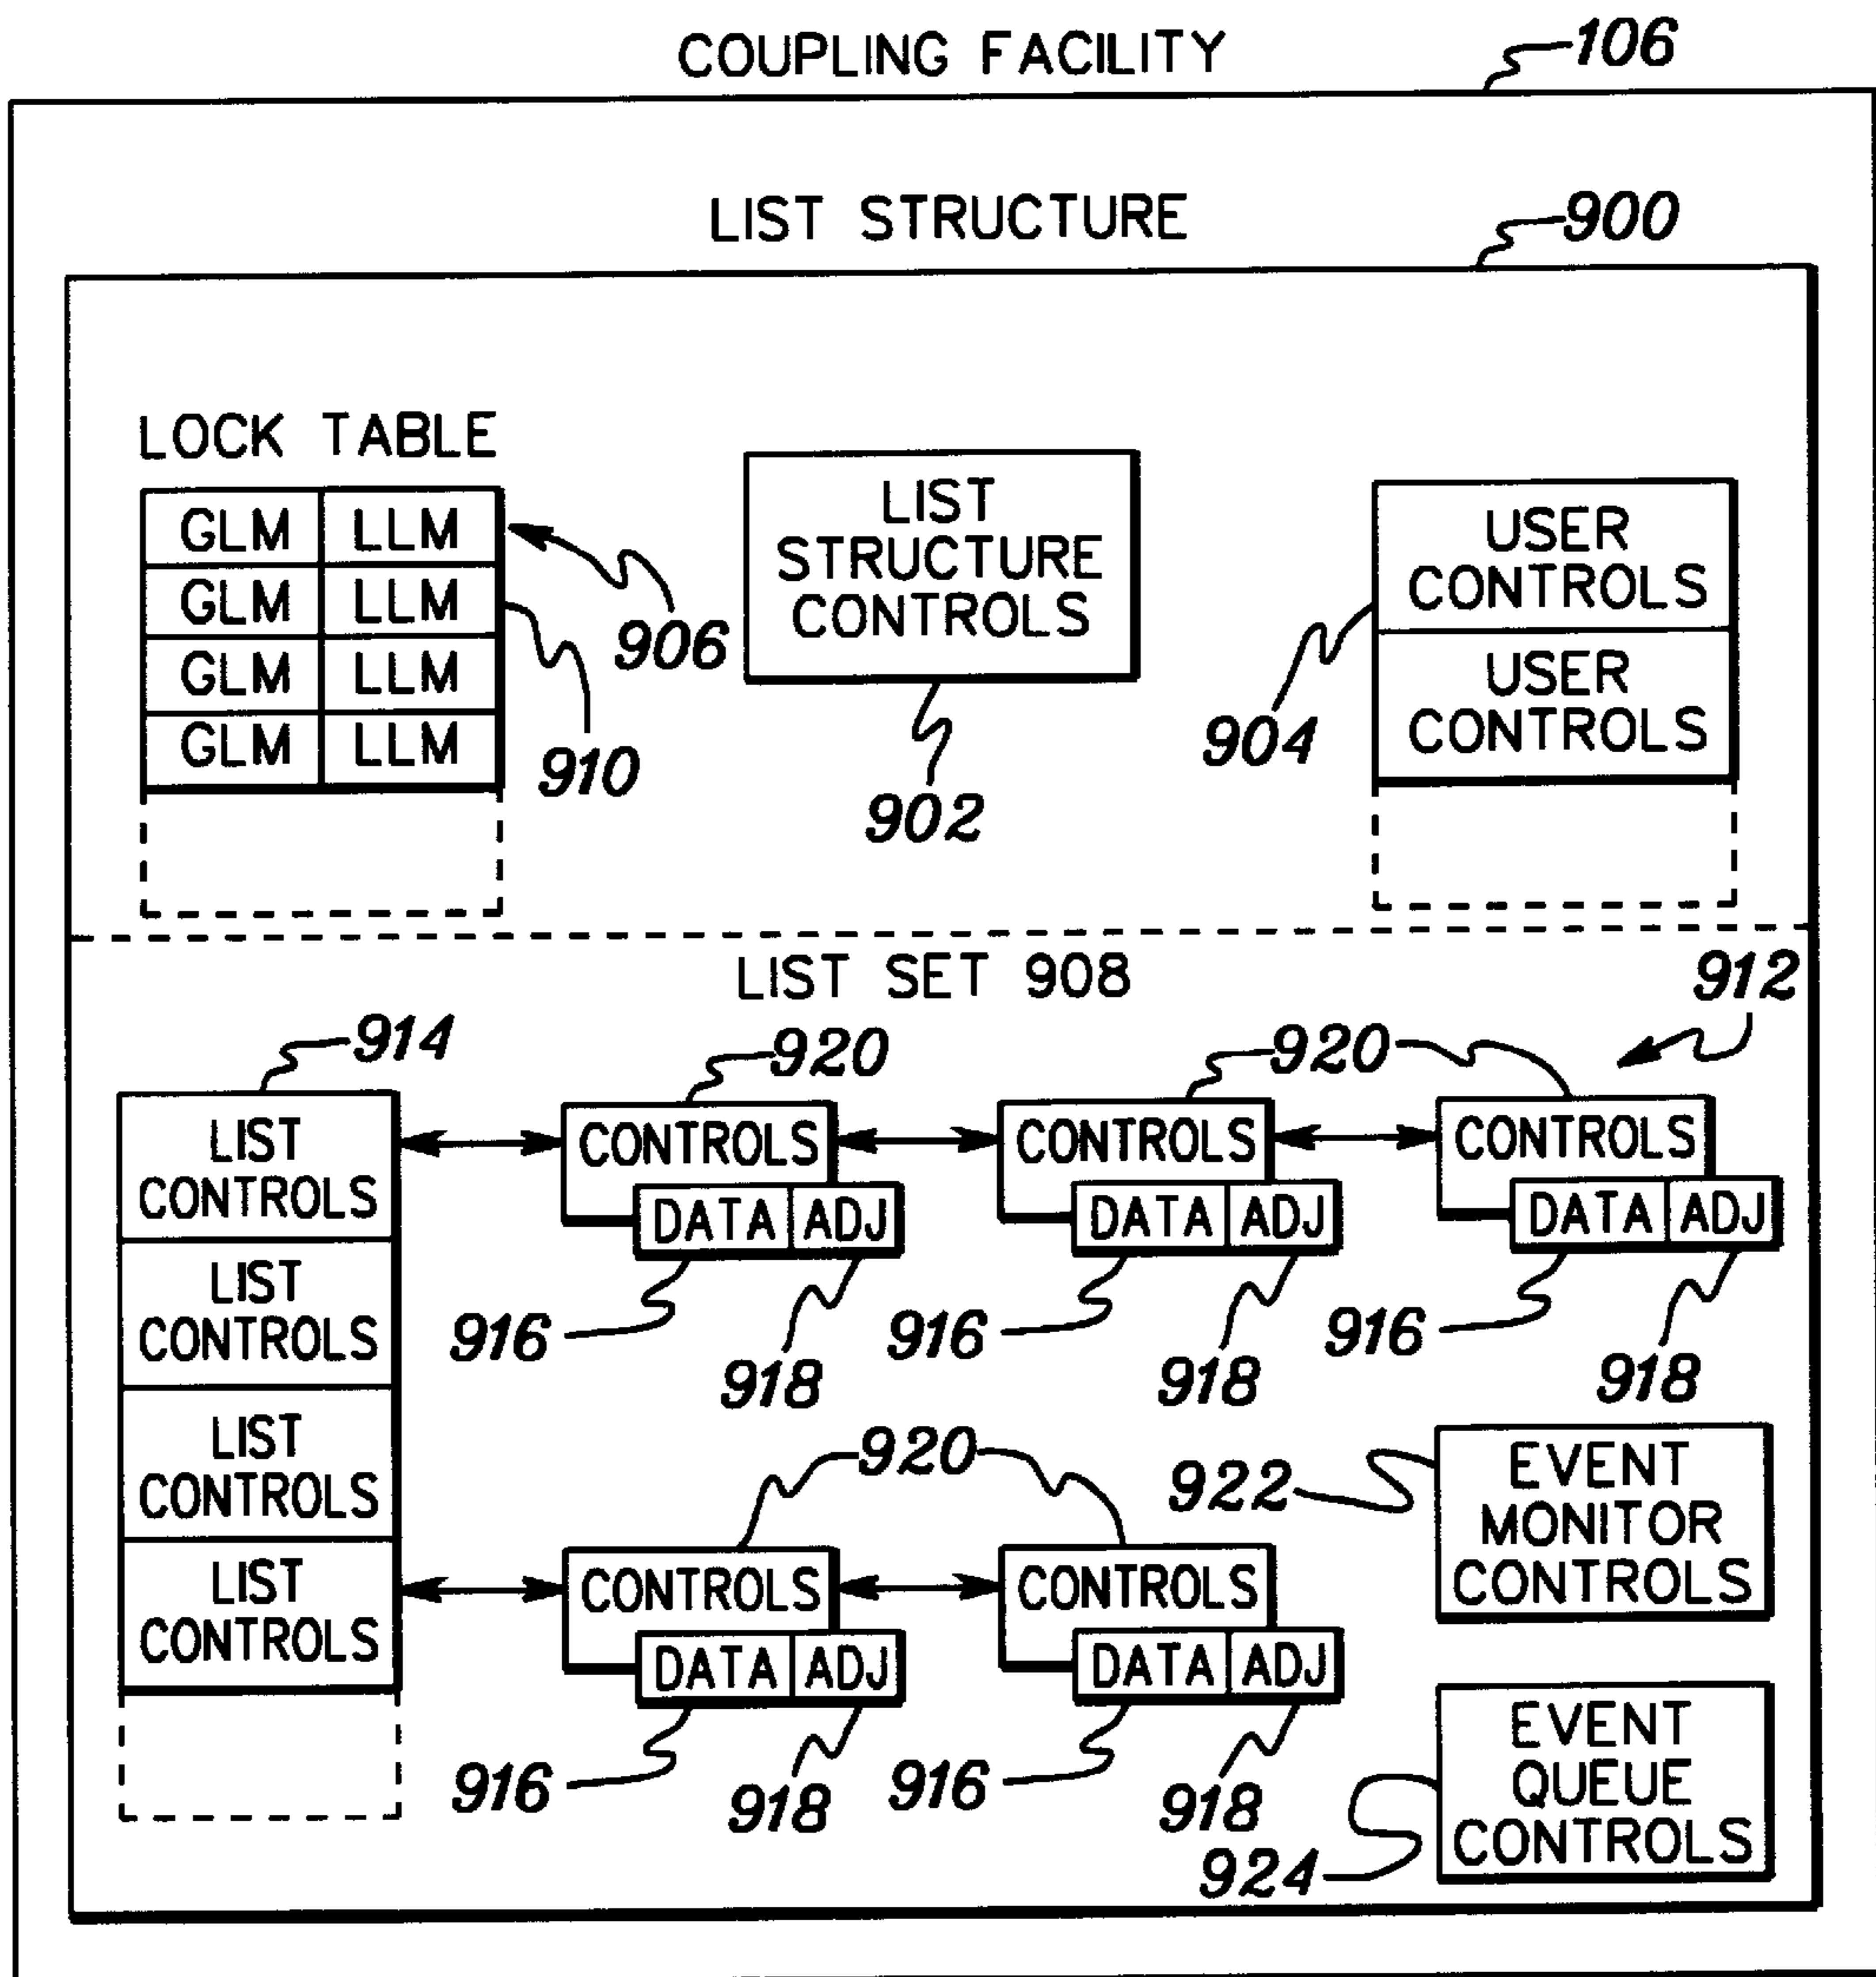 COUPLING FACILITY
106
LIST STRUCTURE
900
LOCK TABLE
GLM LLM
GLM LLM
GLM LLM
GLM LLM
906
910
LIST
STRUCTURE
CONTROLS
902
USER
CONTROLS
USER
CONTROLS
904
LIST SET 908
912
914
920
920
LIST
CONTROLS
CONTROLS
CONTROLS
CONTROLS
DATA ADJ
DATA ADJ
DATA ADJ
916
918
916
918
916
918
LIST
CONTROLS
LIST
CONTROLS
920
922
EVENT
MONITOR
CONTROLS
LIST
CONTROLS
CONTROLS
CONTROLS
DATA ADJ
DATA ADJ
916
918
916
918
924
EVENT
QUEUE
CONTROLS